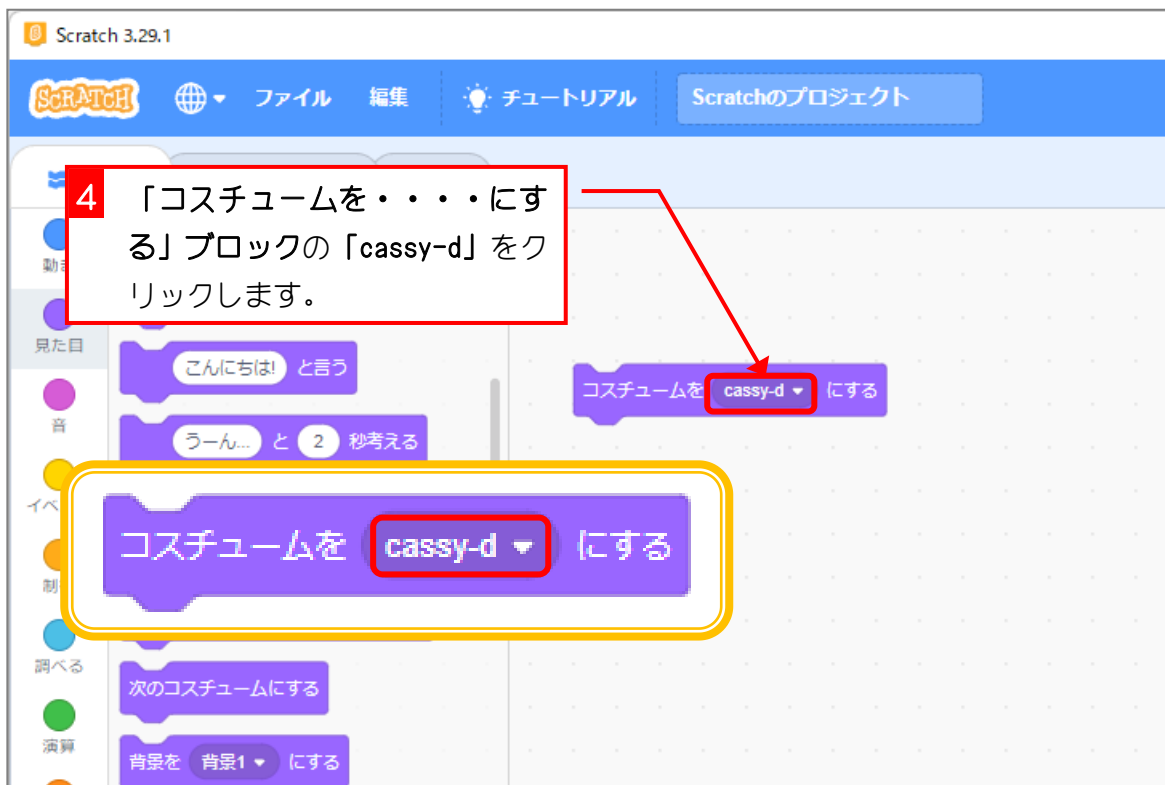 Scratch 3.29.1
SCRATCH ファイル 編集 チュートリアル Scratchのプロジェクト
4 「コスチュームを・・・・にす
る」ブロックの「cassy-d」をク
リックします。
見た目
こんにちは! と言う
コスチュームを cassy-d にする
音
うーん... と 2 秒考える
コスチュームを cassy-d にする
調べる
次のコスチュームにする
演算
背景を 背景1 にする